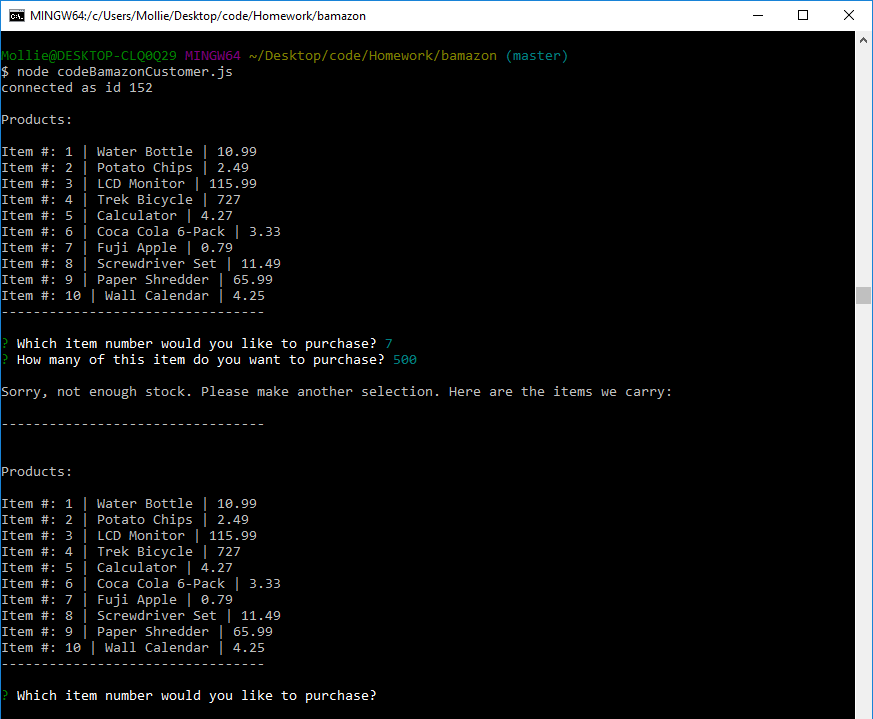 MINGW64:/c/Users/Mollie/Desktop/code/Homework/bamazon
Mollie@DESKTOP-CLQ0Q29 MINGW64 ~/Desktop/code/Homework/bamazon (master)
$ node codeBamazonCustomer.js
connected as id 152
Products:
Item #: 1 | Water Bottle | 10.99
Item #: 2 | Potato Chips | 2.49
Item #: 3 | LCD Monitor | 115.99
Item #: 4 | Trek Bicycle | 727
Item #: 5 | Calculator | 4.27
Item #: 6 | Coca Cola 6-Pack | 3.33
Item #: 7 | Fuji Apple | 0.79
Item #: 8 | Screwdriver Set | 11.49
Item #: 9 | Paper Shredder | 65.99
Item #: 10 | Wall Calendar | 4.25
---------------------------------
? Which item number would you like to purchase? 7
? How many of this item do you want to purchase? 500
Sorry, not enough stock. Please make another selection. Here are the items we carry:
---------------------------------
Products:
Item #: 1 | Water Bottle | 10.99
Item #: 2 | Potato Chips | 2.49
Item #: 3 | LCD Monitor | 115.99
Item #: 4 | Trek Bicycle | 727
Item #: 5 | Calculator | 4.27
Item #: 6 | Coca Cola 6-Pack | 3.33
Item #: 7 | Fuji Apple | 0.79
Item #: 8 | Screwdriver Set | 11.49
Item #: 9 | Paper Shredder | 65.99
Item #: 10 | Wall Calendar | 4.25
---------------------------------
? Which item number would you like to purchase?